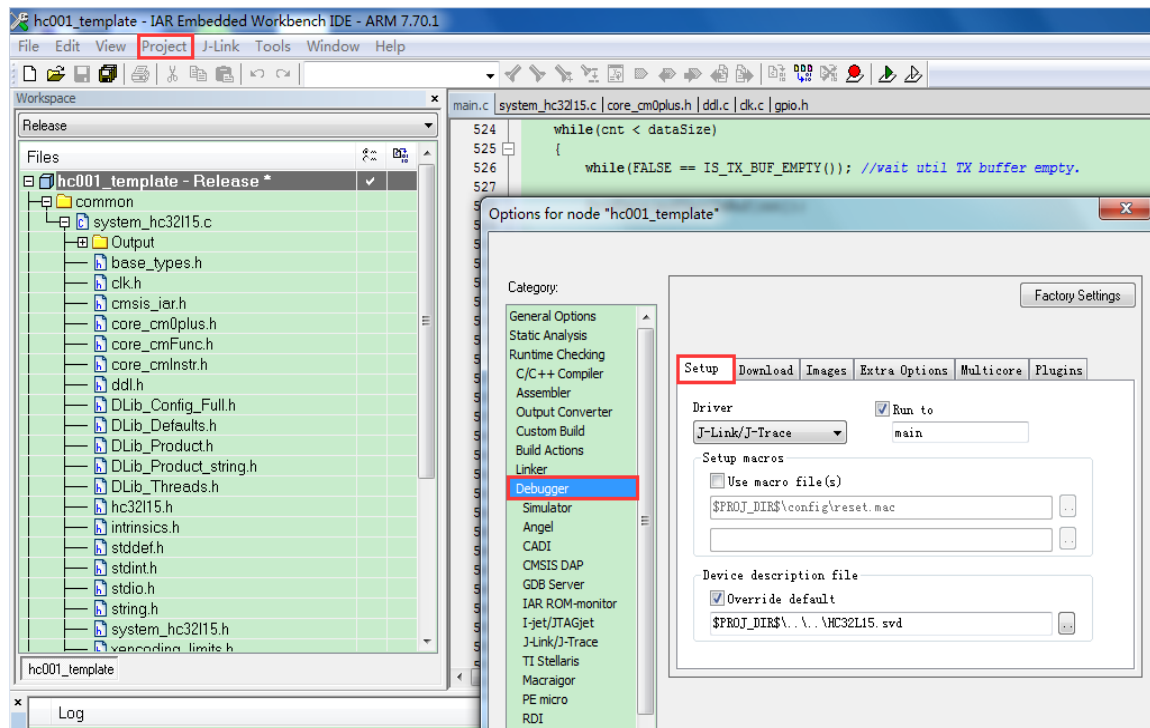 hc001_template - IAR Embedded Workbench IDE - ARM 7.70.1
File Edit View Project J-Link Tools Window Help
Workspace
Release
Files
hc001_template - Release *
common
system_hc32l15.c
Output
base_types.h
clk.h
cmsis_iar.h
core_cm0plus.h
core_cmFunc.h
core_cmInstr.h
ddl.h
DLib_Config_Full.h
DLib_Defaults.h
DLib_Product.h
DLib_Product_string.h
DLib_Threads.h
hc32l15.h
intrinsics.h
stddef.h
stdint.h
stdio.h
string.h
system_hc32l15.h
xencoding_limits.h
hc001_template
Log
main.c system_hc32l15.c core_cm0plus.h ddl.c clk.c gpio.h
524 while(cnt < dataSize)
525 {
526 while(FALSE == IS_TX_BUF_EMPTY()); //wait util TX buffer empty.
527
Options for node "hc001_template"
Category:
General Options
Static Analysis
Runtime Checking
C/C++ Compiler
Assembler
Output Converter
Custom Build
Build Actions
Linker
Debugger
Simulator
Angel
CADI
CMSIS DAP
GDB Server
IAR ROM-monitor
I-jet/JTAGjet
J-Link/J-Trace
TI Stellaris
Macraigor
PE micro
RDI
Factory Settings
Setup Download Images Extra Options Multicore Plugins
Driver
Run to
J-Link/J-Trace
main
Setup macros
Use macro file(s)
$PROJ_DIR$\config\reset.mac
Device description file
Override default
$PROJ_DIR$\..\..\HC32L15.svd